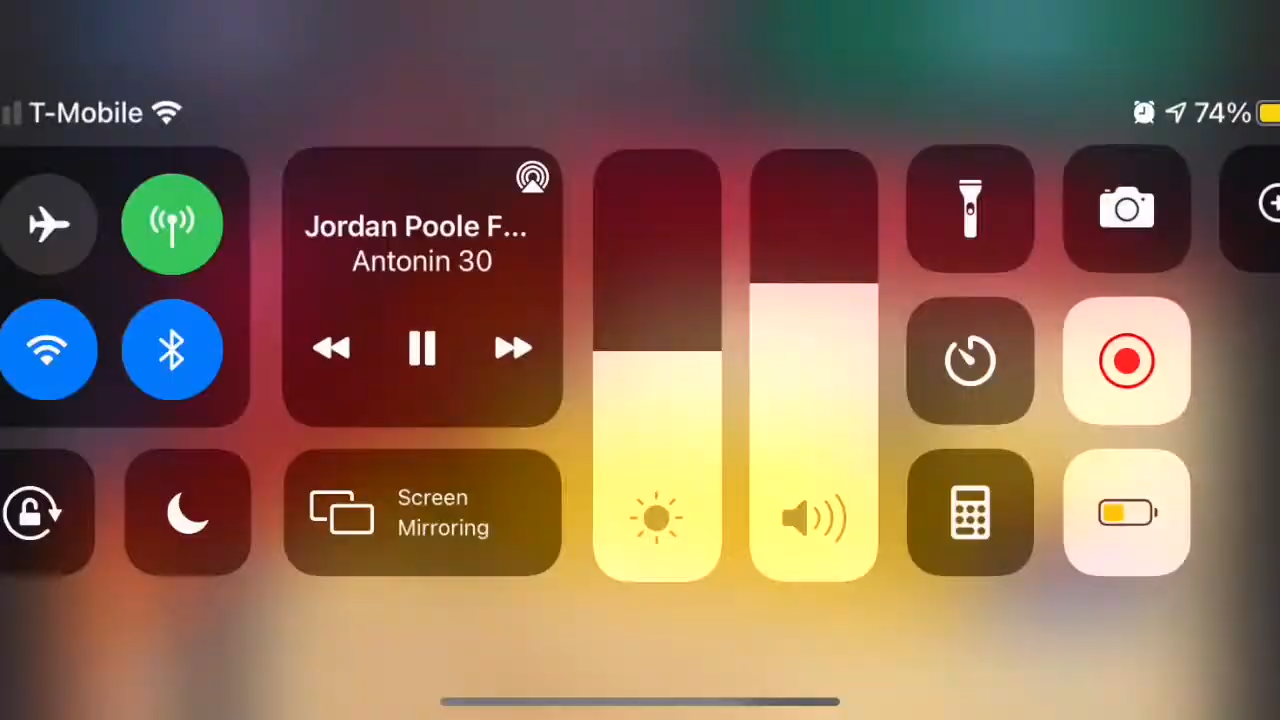 T-Mobile
74%
Jordan Poole F...
Antonin 30
Screen
Mirroring